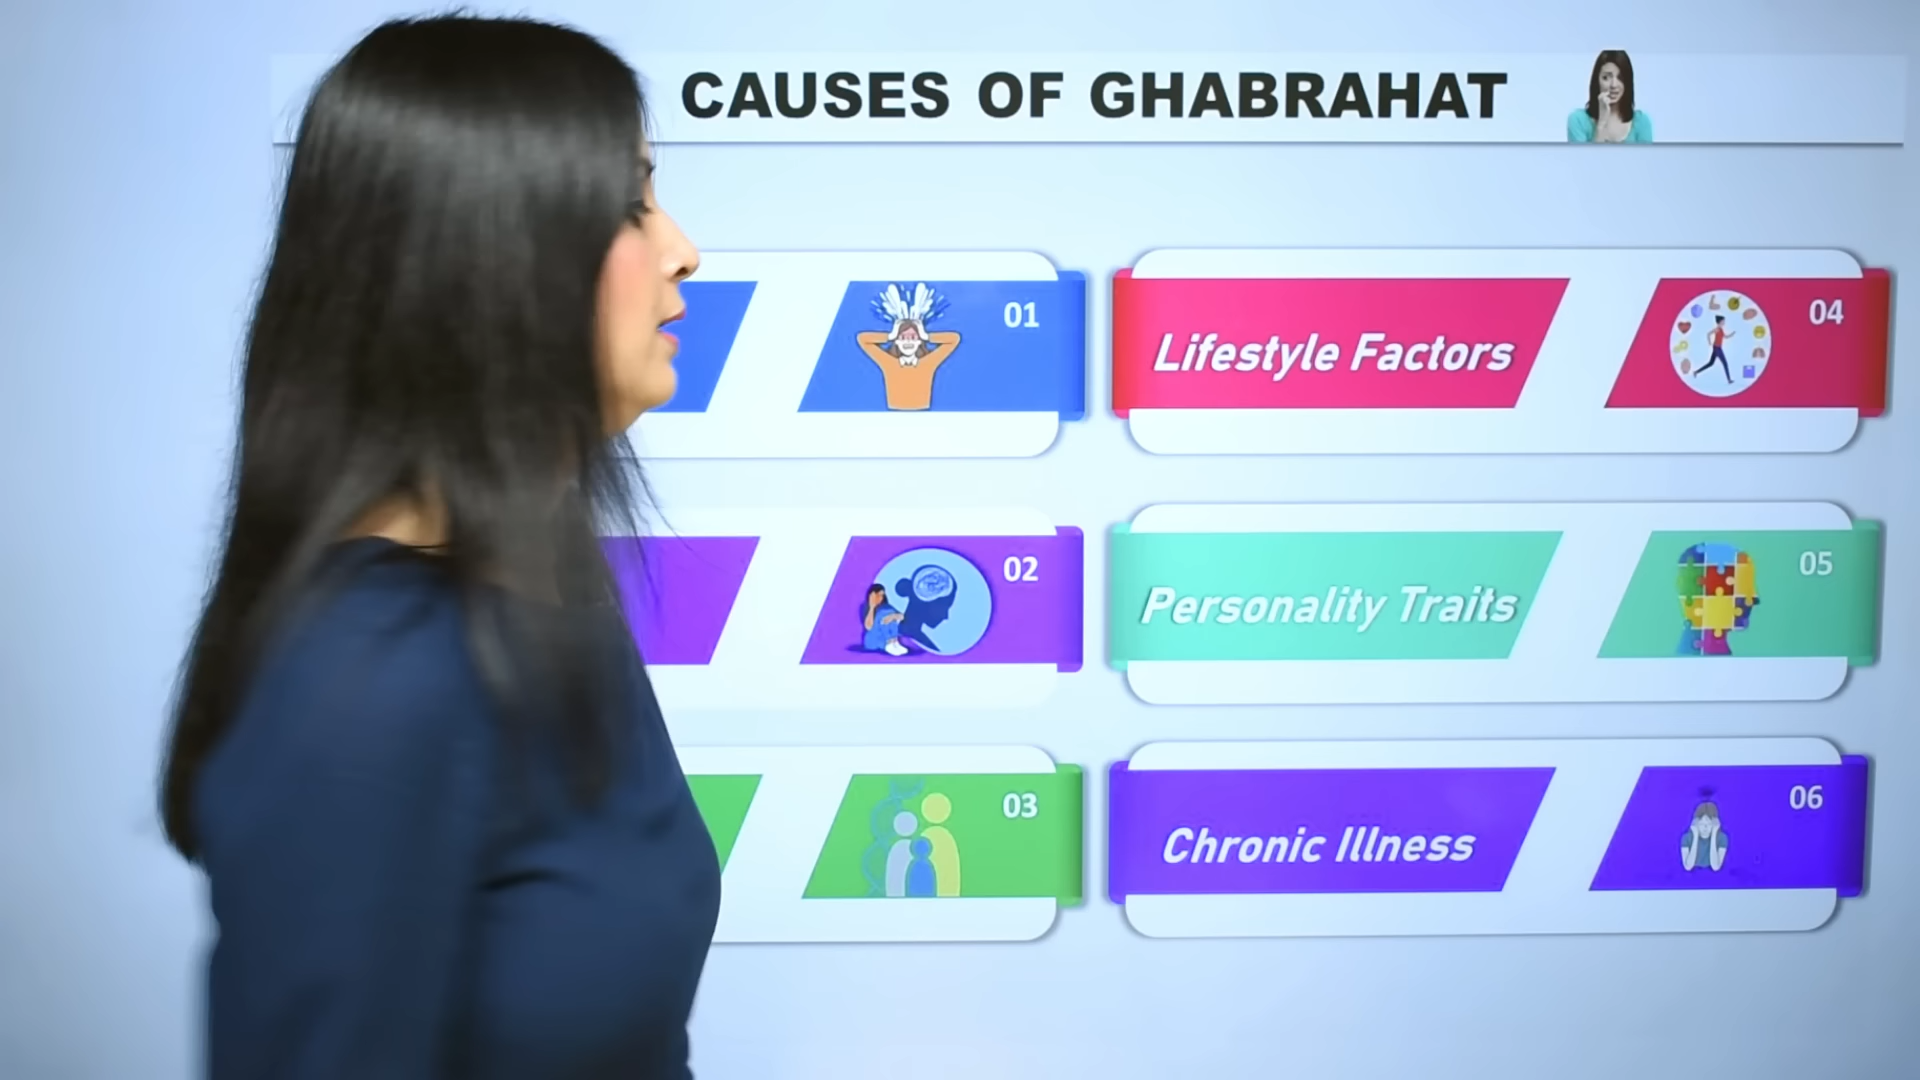 CAUSES OF GHABRAHAT
01
02
03
Lifestyle Factors
04
Personality Traits
05
Chronic Illness
06